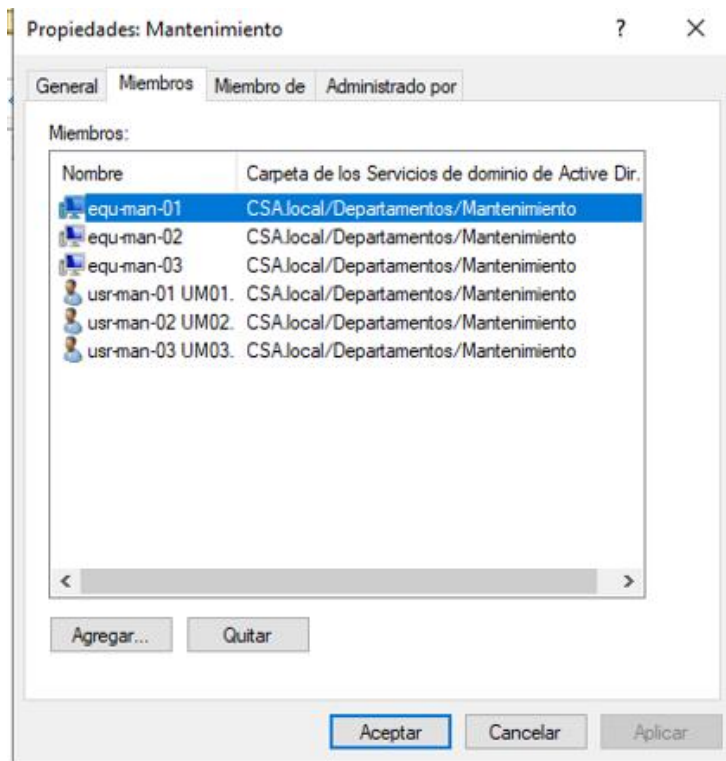 Propiedades: Mantenimiento ? ×
General Miembros Miembro de Administrado por
Miembros:
Nombre Carpeta de los Servicios de dominio de Active Dir.
equ-man-01 CSA.local/Departamentos/Mantenimiento
equ-man-02 CSA.local/Departamentos/Mantenimiento
equ-man-03 CSA.local/Departamentos/Mantenimiento
usr-man-01 UM01. CSA.local/Departamentos/Mantenimiento
usr-man-02 UM02. CSA.local/Departamentos/Mantenimiento
usr-man-03 UM03. CSA.local/Departamentos/Mantenimiento
Agregar... Quitar
Aceptar Cancelar Aplicar